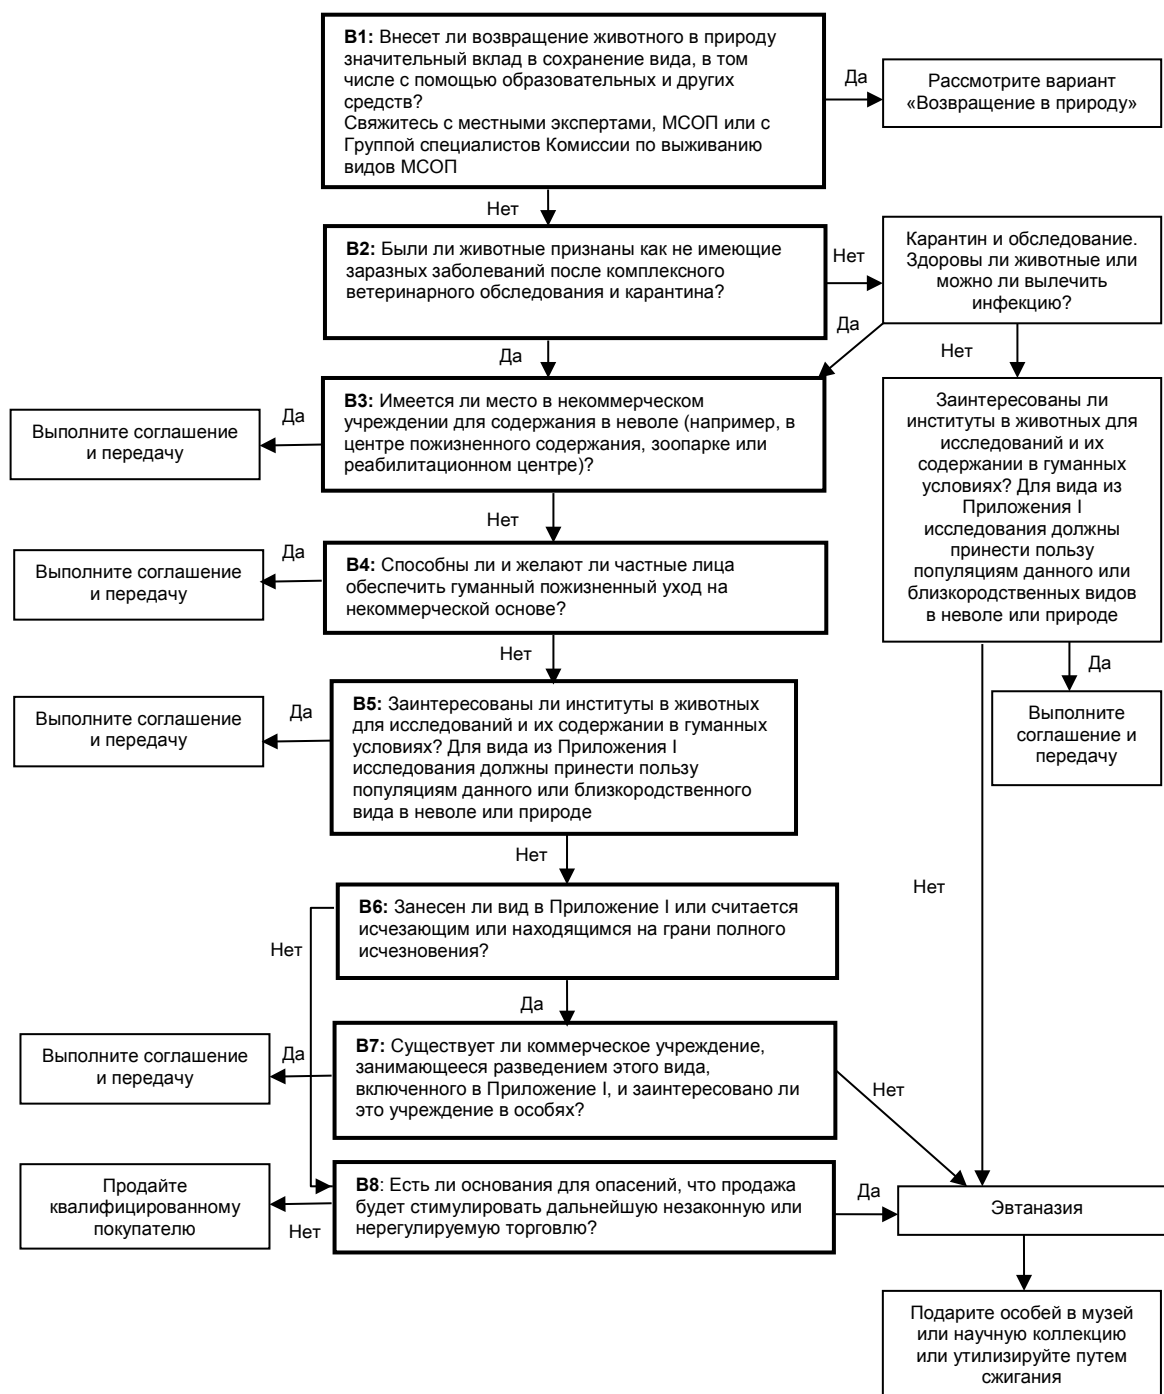 В1: Внесет ли возвращение животного в природу
значительный вклад в сохранение вида, в том
числе с помощью образовательных и других
средств?
Свяжитесь с местными экспертами, МСОП или с
Группой специалистов Комиссии по выживанию
видов МСОП
Да
Рассмотрите вариант
«Возвращение в природу»
Нет
В2: Были ли животные признаны как не имеющие
заразных заболеваний после комплексного
ветеринарного обследования и карантина?
Нет
Карантин и обследование.
Здоровы ли животные или
можно ли вылечить
инфекцию?
Да
Да
Нет
В3: Имеется ли место в некоммерческом
учреждении для содержания в неволе (например, в
центре пожизненного содержания, зоопарке или
реабилитационном центре)?
Да
Выполните соглашение
и передачу
Заинтересованы ли
институты в животных для
исследований и их
содержании в гуманных
условиях? Для вида из
Приложения I
исследования должны
принести пользу
популяциям данного или
близкородственных видов
в неволе или природе
Нет
В4: Способны ли и желают ли частные лица
обеспечить гуманный пожизненный уход на
некоммерческой основе?
Да
Выполните соглашение
и передачу
Нет
Да
Выполните
соглашение и
передачу
В5: Заинтересованы ли институты в животных
для исследований и их содержании в гуманных
условиях? Для вида из Приложения I
исследования должны принести пользу
популяциям данного или близкородственного
вида в неволе или природе
Да
Выполните соглашение
и передачу
Нет
Нет
В6: Занесен ли вид в Приложение I или считается
исчезающим или находящимся на грани полного
исчезновения?
Нет
Да
В7: Существует ли коммерческое учреждение,
занимающееся разведением этого вида,
включенного в Приложение I, и заинтересовано ли
это учреждение в особях?
Да
Выполните соглашение
и передачу
Нет
В8: Есть ли основания для опасений, что продажа
будет стимулировать дальнейшую незаконную или
нерегулируемую торговлю?
Нет
Продайте
квалифицированному
покупателю
Да
Эвтаназия
Подарите особей в музей
или научную коллекцию
или утилизируйте путем
сжигания